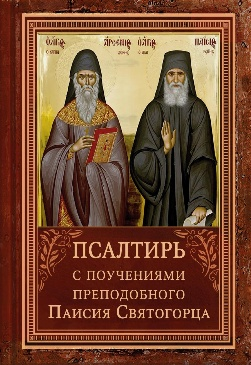 ПСАЛТИРЬ
С ПОУЧЕНИЯМИ
ПРЕПОДОБНОГО
ПАИСИЯ СВЯТОГОРЦА